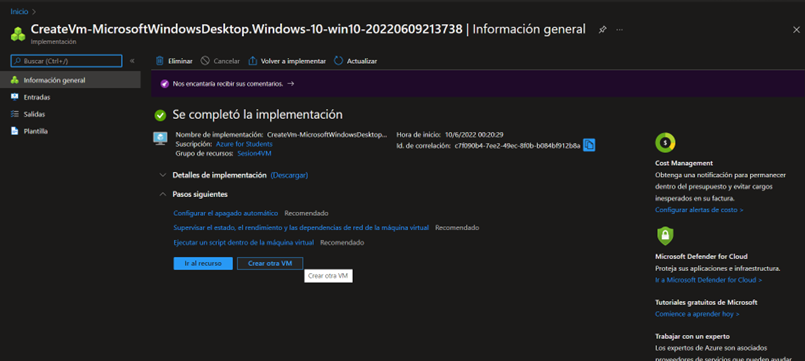 Inicio >
CreateVm-MicrosoftWindowsDesktop.Windows-10-win10-20220609213738 | Información general
Implementación
Buscar (Ctrl+/)
Información general
Entradas
Salidas
Plantilla
Eliminar Cancelar Volver a implementar Actualizar
Nos encantaría recibir sus comentarios. →
Se completó la implementación
Nombre de implementación: CreateVm-MicrosoftWindowsDesktop...
Suscripción: Azure for Students
Grupo de recursos: Sesion4VM
Hora de inicio: 10/6/2022 00:20:29
Id. de correlación: c7f090b4-7ee2-49ec-8f0b-b084bf912b8a
Detalles de implementación (Descargar)
Pasos siguientes
Configurar el apagado automático Recomendado
Supervisar el estado, el rendimiento y las dependencias de red de la máquina virtual Recomendado
Ejecutar un script dentro de la máquina virtual Recomendado
Ir al recurso Crear otra VM
Crear otra VM
Cost Management
Obtenga una notificación para permanecer
dentro del presupuesto y evitar cargos
inesperados en su factura.
Configurar alertas de costo >
Microsoft Defender for Cloud
Proteja sus aplicaciones e infraestructura.
Ir a Microsoft Defender for Cloud >
Tutoriales gratuitos de Microsoft
Comience a aprender hoy >
Trabajar con un experto
Los expertos de Azure son asociados
proveedores de servicios que pueden ayudar